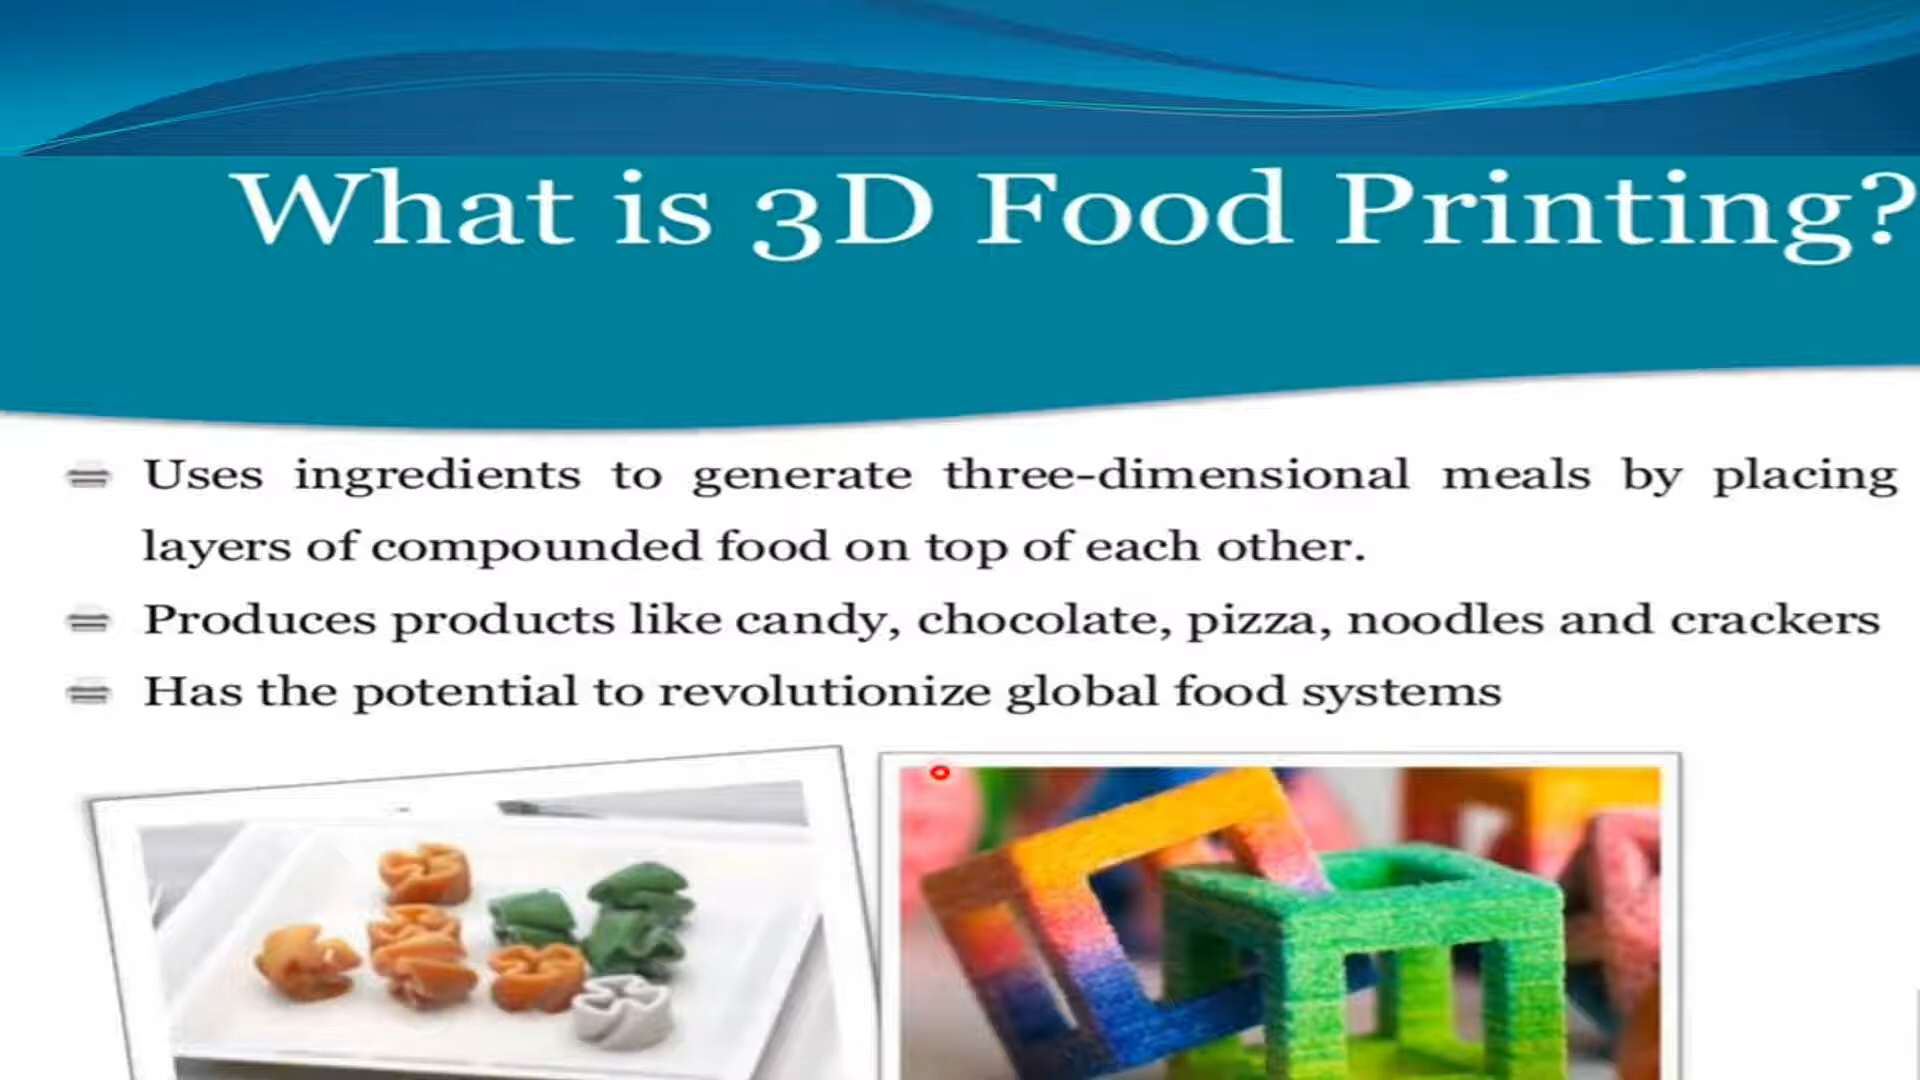 What is 3D Food Printing?
Uses ingredients to generate three-dimensional meals by placing
layers of compounded food on top of each other.
Produces products like candy, chocolate, pizza, noodles and crackers
Has the potential to revolutionize global food systems